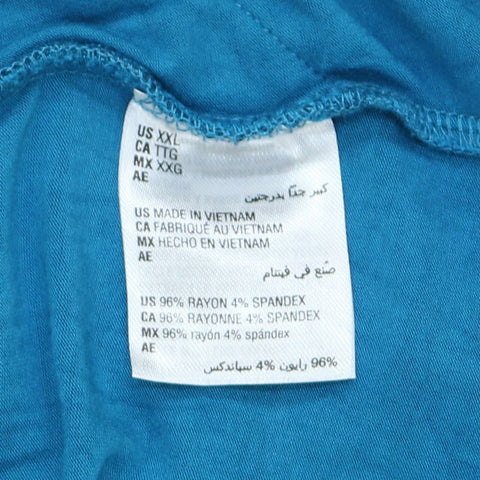 US XXL
CA TTG
MX XXG
AE
كبير جدًا بدرجتين
US MADE IN VIETNAM
CA FABRIQUÉ AU VIETNAM
MX HECHO EN VIETNAM
AE
صنع في فيتنام
US 96% RAYON 4% SPANDEX
CA 96% RAYONNE 4% SPANDEX
MX 96% rayón 4% spándex
AE
96% رايون 4% سباندكس